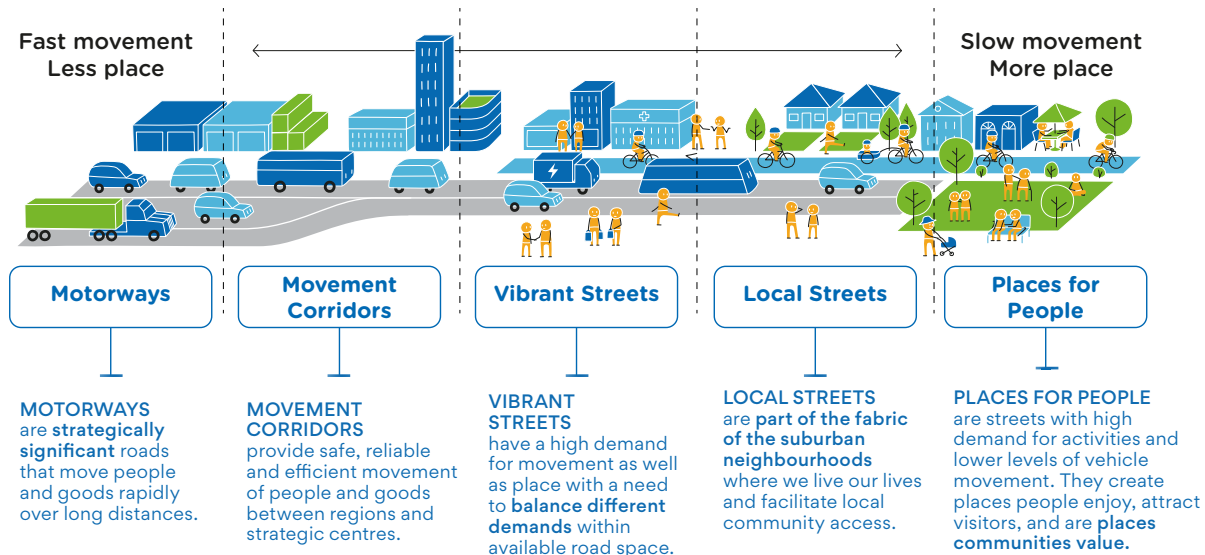 Fast movement
Less place
Slow movement
More place
Motorways
Movement
Corridors
Vibrant Streets
Local Streets
Places for
People
MOTORWAYS
are strategically
significant roads
that move people
and goods rapidly
over long distances.
MOVEMENT
CORRIDORS
provide safe, reliable
and efficient movement
of people and goods
between regions and
strategic centres.
VIBRANT
STREETS
have a high demand
for movement as well
as place with a need
to balance different
demands within
available road space.
LOCAL STREETS
are part of the fabric
of the suburban
neighbourhoods
where we live our lives
and facilitate local
community access.
PLACES FOR PEOPLE
are streets with high
demand for activities and
lower levels of vehicle
movement. They create
places people enjoy, attract
visitors, and are places
communities value.